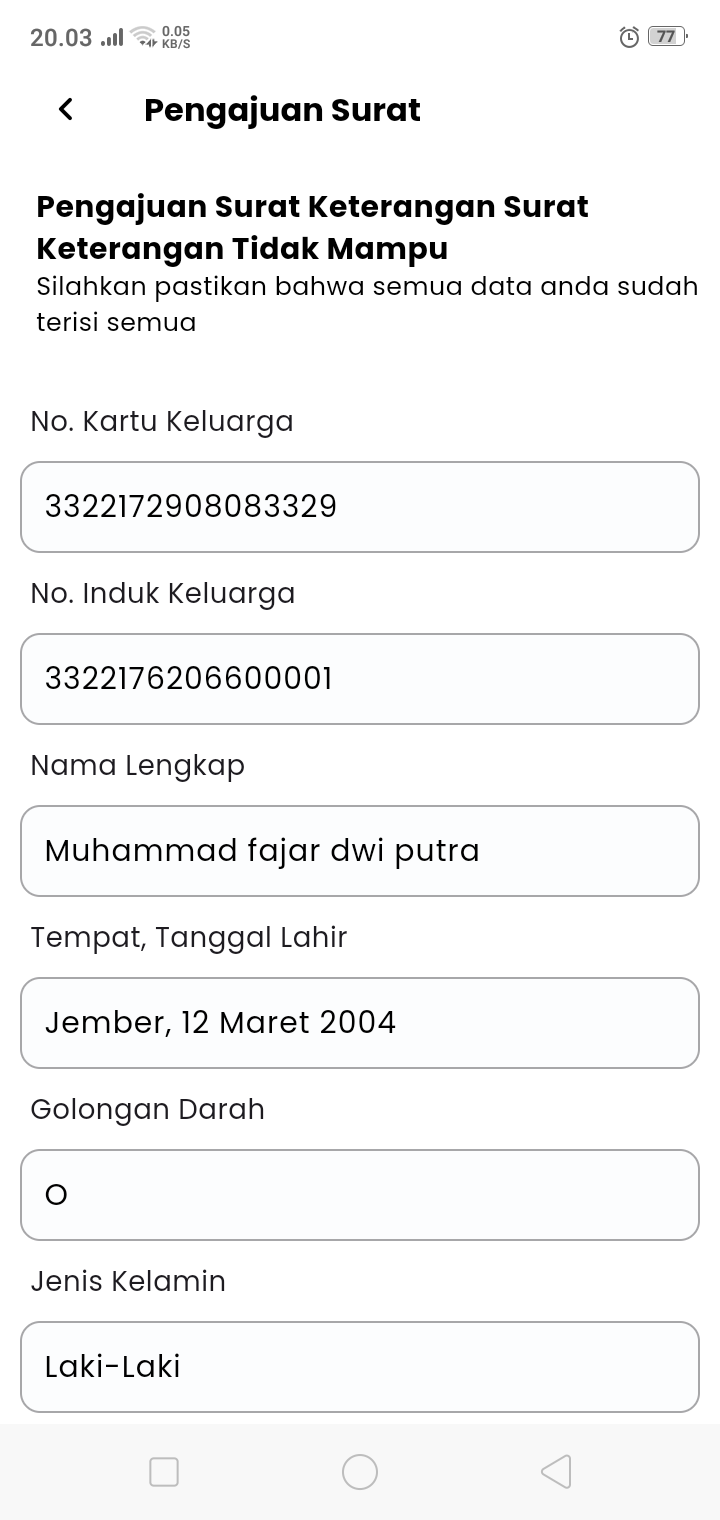 20.03
0.05
KB/S
77
Pengajuan Surat
Pengajuan Surat Keterangan Surat
Keterangan Tidak Mampu
Silahkan pastikan bahwa semua data anda sudah
terisi semua
No. Kartu Keluarga
3322172908083329
No. Induk Keluarga
3322176206600001
Nama Lengkap
Muhammad fajar dwi putra
Tempat, Tanggal Lahir
Jember, 12 Maret 2004
Golongan Darah
O
Jenis Kelamin
Laki-Laki